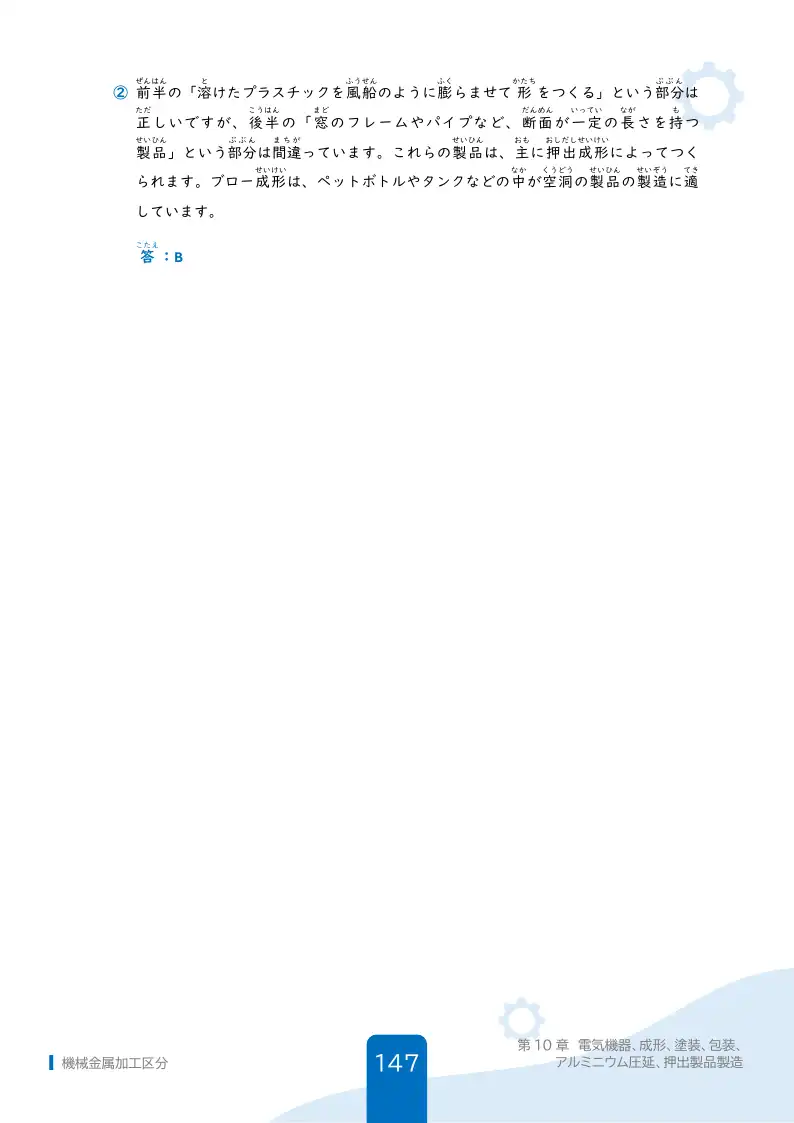 ② 前半の「溶けたプラスチックを風船のように膨らませて形をつくる」という部分は
正しいですが、後半の「窓のフレームやパイプなど、断面が一定の長さを持つ
製品」という部分は間違っています。これらの製品は、主に押出成形によってつく
られます。ブロー成形は、ペットボトルやタンクなどの中が空洞の製品の製造に適
しています。
答：B
機械金属加工区分
147
第 10 章 電気機器、成形、塗装、包装、
アルミニウム圧延、押出製品製造